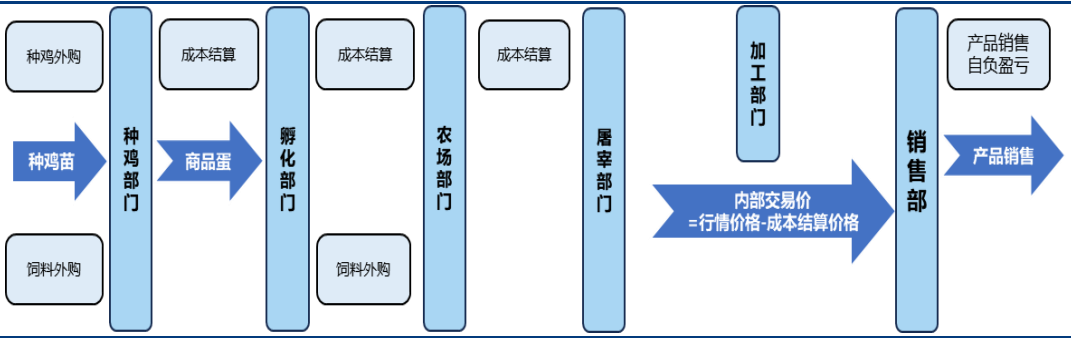 种鸡外购
种鸡苗
饲料外购
种鸡部门
成本结算
商品蛋
孵化部门
成本结算
饲料外购
农场部门
成本结算
屠宰部门
加工部门
内部交易价
=行情价格-成本结算价格
销售部
产品销售
自负盈亏
产品销售